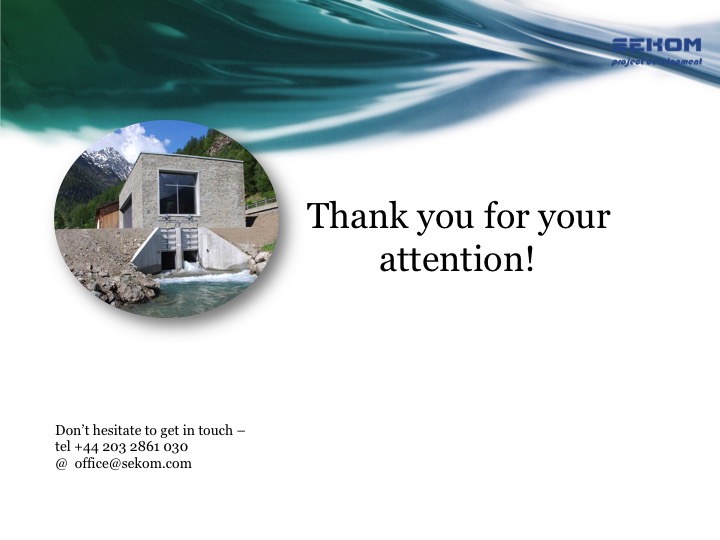 SEKOM
project development
Thank you for your
attention!
Don’t hesitate to get in touch –
tel +44 203 2861 030
@ office@sekom.com